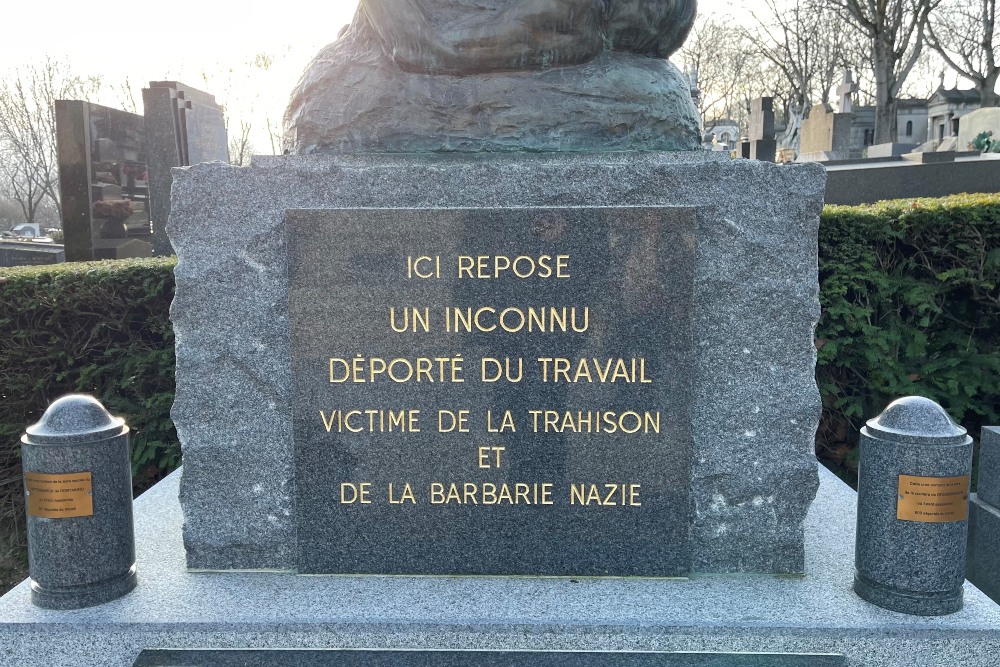 ICI REPOSE
UN INCONNU
DÉPORTÉ DU TRAVAIL
VICTIME DE LA TRAHISON
ET
DE LA BARBARIE NAZIE